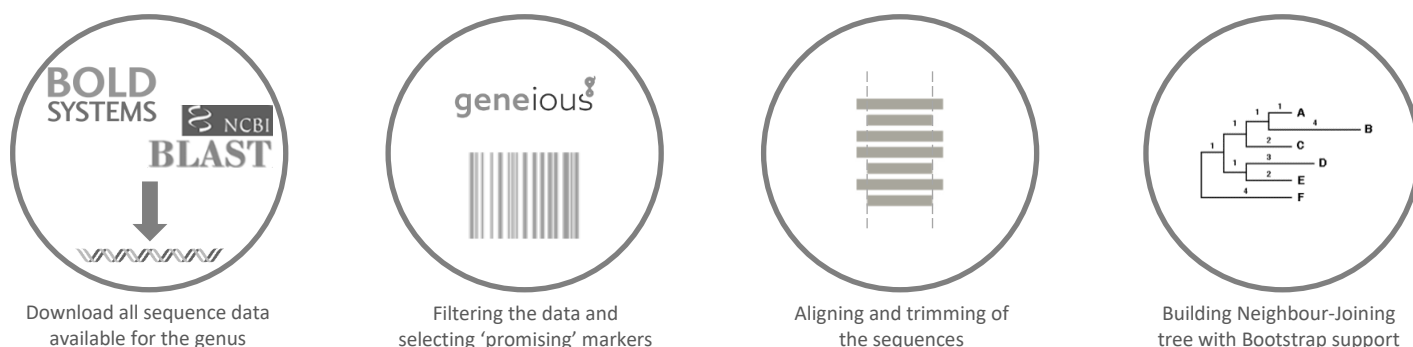 BOLD
SYSTEMS
NCBI
BLAST
Download all sequence data
available for the genus
geneious
Filtering the data and
selecting ‘promising’ markers
Aligning and trimming of
the sequences
1
1
A
4
B
1
1
2
C
3
D
1
2
E
4
F
Building Neighbour-Joining
tree with Bootstrap support